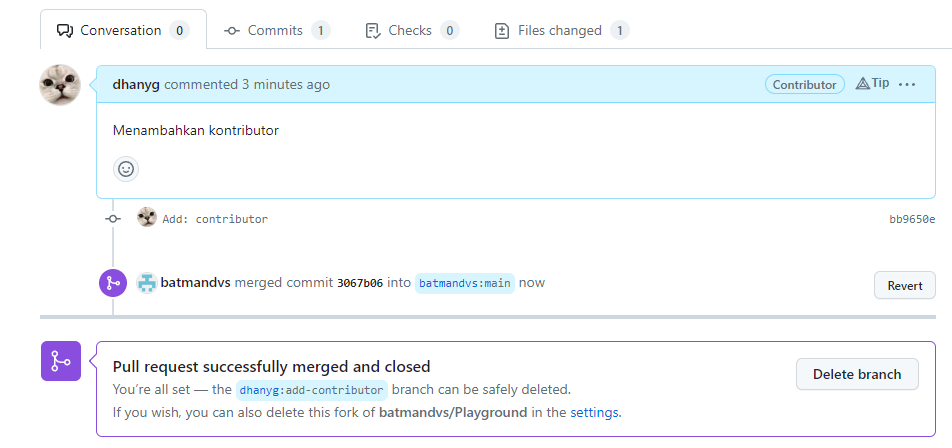 Conversation 0 Commits 1 Checks 0 Files changed 1
dhanyg commented 3 minutes ago Contributor Tip
Menambahkan kontributor
Add: contributor bb9650e
batmandvs merged commit 3067b06 into batmandvs:main now Revert
Pull request successfully merged and closed
You're all set — the dhanyg:add-contributor branch can be safely deleted. Delete branch
If you wish, you can also delete this fork of batmandvs/Playground in the settings.